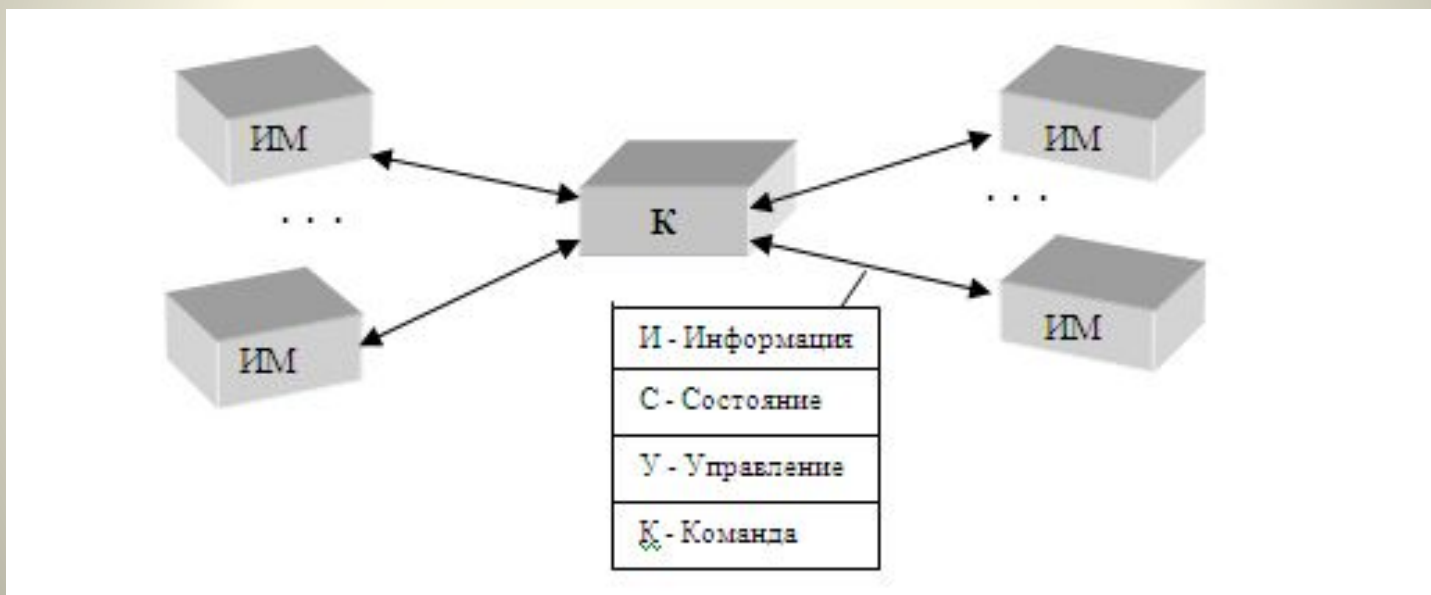 ИМ
ИМ
. . .
. . .
К
ИМ
ИМ
И - Информация
С - Состояние
У - Управление
К - Команда